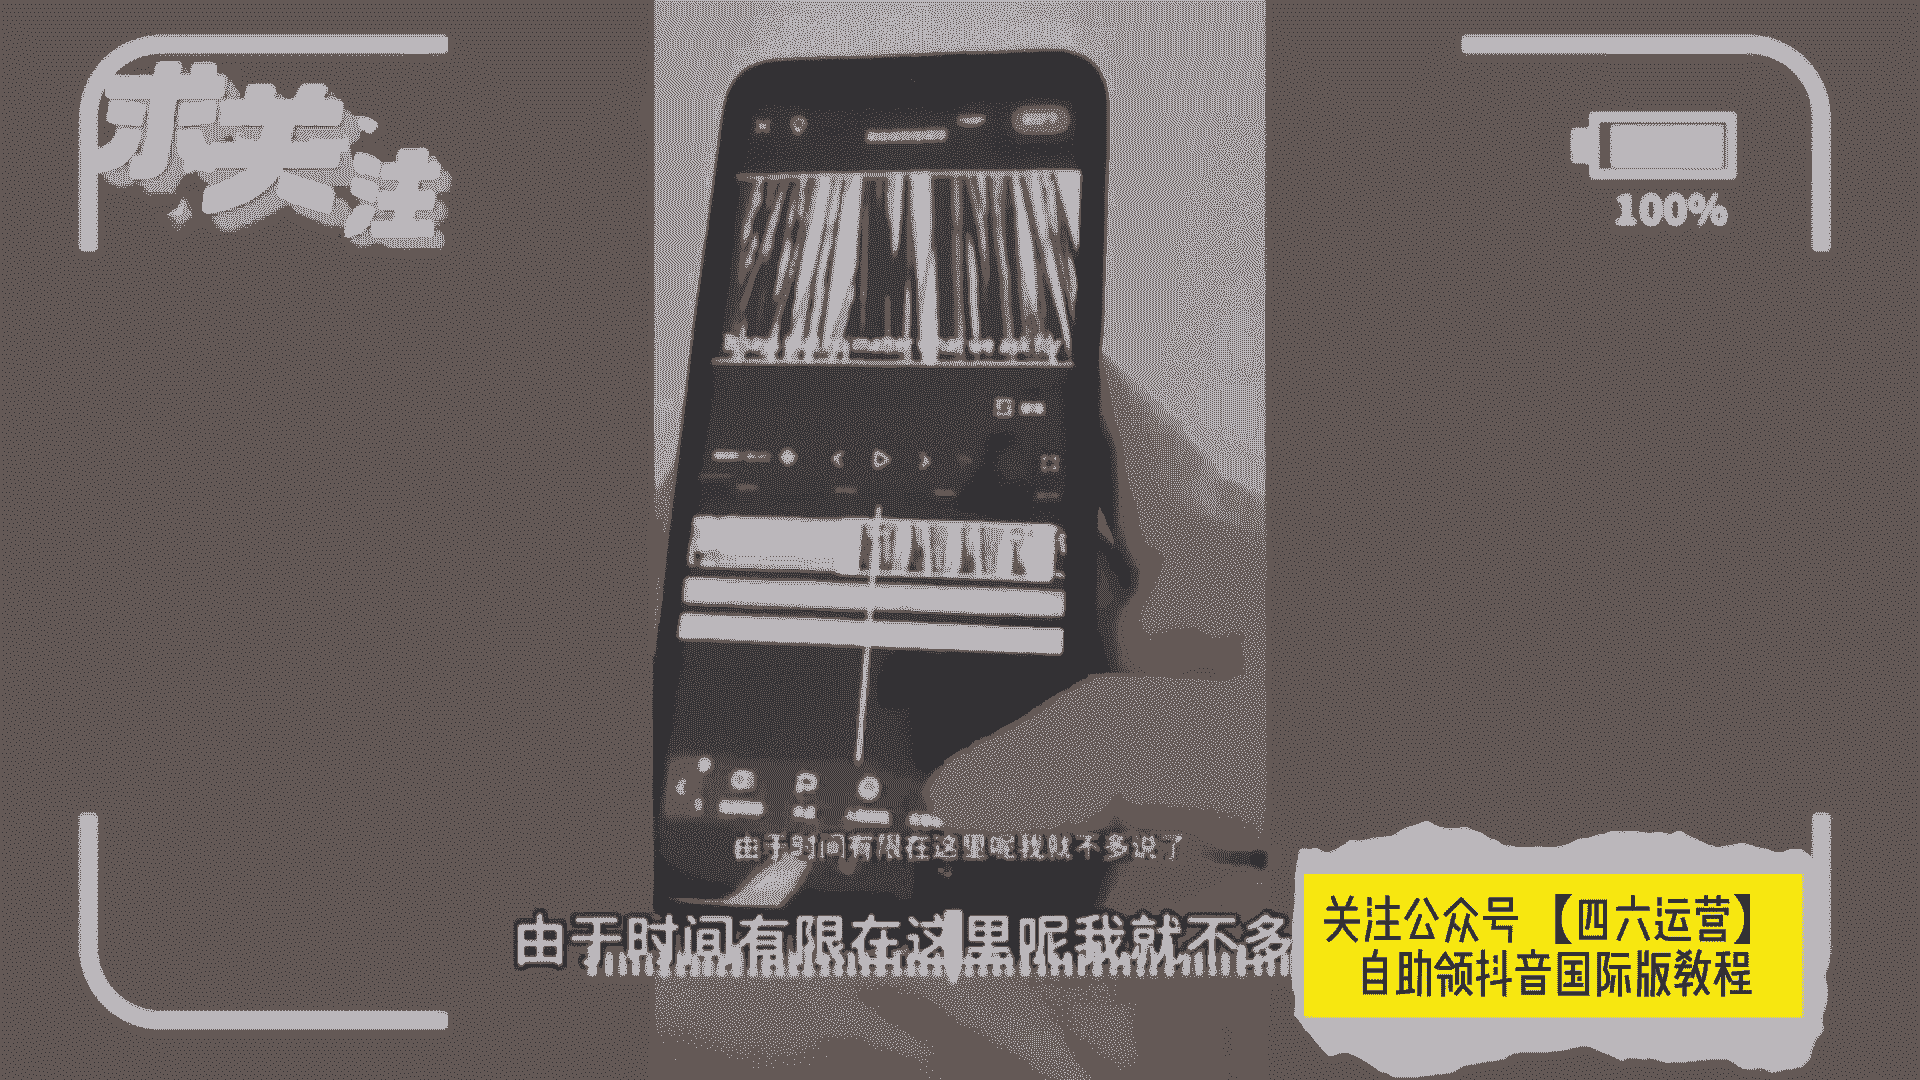 求关注
100%
由于时间有限在这里呢我就不多说了
由于时间有限在这里呢我就不多
关注公众号【四六运营】
自助领抖音国际版教程